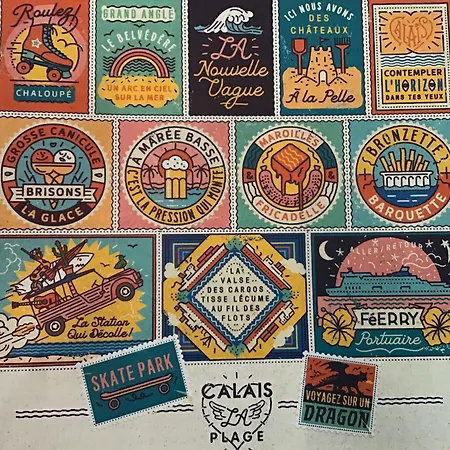 Roulez!
CHALOUPÉ
GRAND ANGLE
LE BELVÉDÈRE
UN ARC EN CIEL
SUR LA MER
LA
Nouvelle
Vague
ICI NOUS AVONS
DES
CHÂTEAUX
À la Pelle
CONTEMPLER
L'HORIZON
DANS TES YEUX
GROSSE CANICULE
BRISONS
LA GLACE
À MARÉE BASSE
C'EST LA PRESSION QUI MONTE
MAROILLES
FRICADELLE
BRONZETTE?
BARQUETTE
La Station
Qui Décolle!
LA
VALSE
DES CARGOS
TISSE L'ÉCUME
AU FIL DES
FLOTS
ALLER/RETOUR
FéERRY
Portuaire
SKATE PARK
CALAIS
LA
PLAGE
VOYAGEZ SUR UN
DRAGON